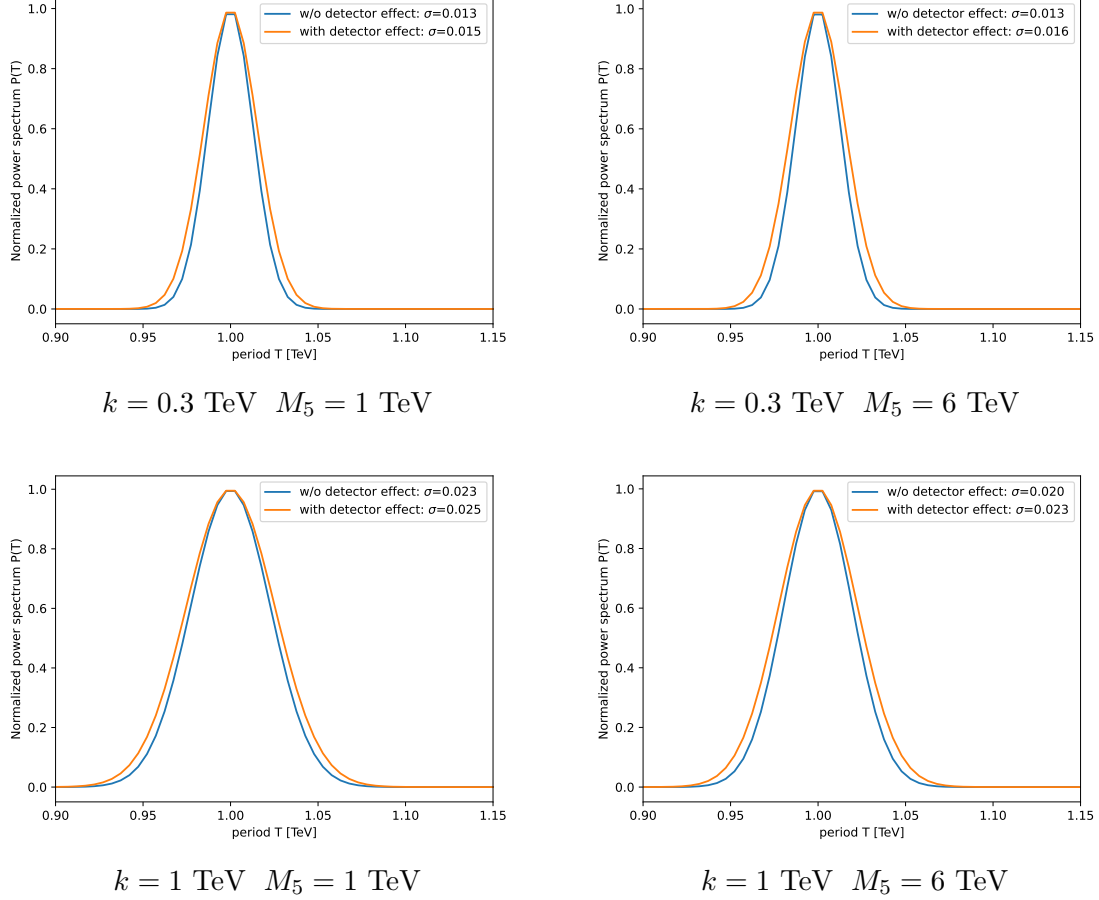 1.0
0.8
0.6
0.4
0.2
0.0
Normalized power spectrum P(T)
w/o detector effect: σ=0.013
with detector effect: σ=0.015
0.90 0.95 1.00 1.05 1.10 1.15
period T [TeV]
k = 0.3 TeV M₅ = 1 TeV
1.0
0.8
0.6
0.4
0.2
0.0
Normalized power spectrum P(T)
w/o detector effect: σ=0.013
with detector effect: σ=0.016
0.90 0.95 1.00 1.05 1.10 1.15
period T [TeV]
k = 0.3 TeV M₅ = 6 TeV
1.0
0.8
0.6
0.4
0.2
0.0
Normalized power spectrum P(T)
w/o detector effect: σ=0.023
with detector effect: σ=0.025
0.90 0.95 1.00 1.05 1.10 1.15
period T [TeV]
k = 1 TeV M₅ = 1 TeV
1.0
0.8
0.6
0.4
0.2
0.0
Normalized power spectrum P(T)
w/o detector effect: σ=0.020
with detector effect: σ=0.023
0.90 0.95 1.00 1.05 1.10 1.15
period T [TeV]
k = 1 TeV M₅ = 6 TeV